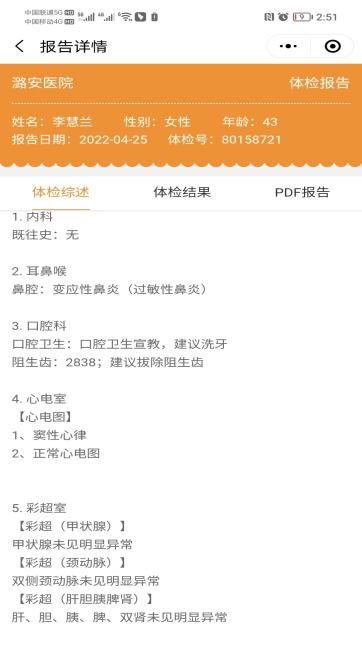 中国联通5G HD
中国移动4G HD
2:51
报告详情
潞安医院
体检报告
姓名：李慧兰 性别：女性 年龄：43
报告日期：2022-04-25 体检号：80158721
体检综述 体检结果 PDF报告
1. 内科
既往史：无
2. 耳鼻喉
鼻腔：变应性鼻炎（过敏性鼻炎）
3. 口腔科
口腔卫生：口腔卫生宣教，建议洗牙
阻生齿：2838；建议拔除阻生齿
4. 心电室
【心电图】
1、窦性心律
2、正常心电图
5. 彩超室
【彩超（甲状腺）】
甲状腺未见明显异常
【彩超（颈动脉）】
双侧颈动脉未见明显异常
【彩超（肝胆胰脾肾）】
肝、胆、胰、脾、双肾未见明显异常